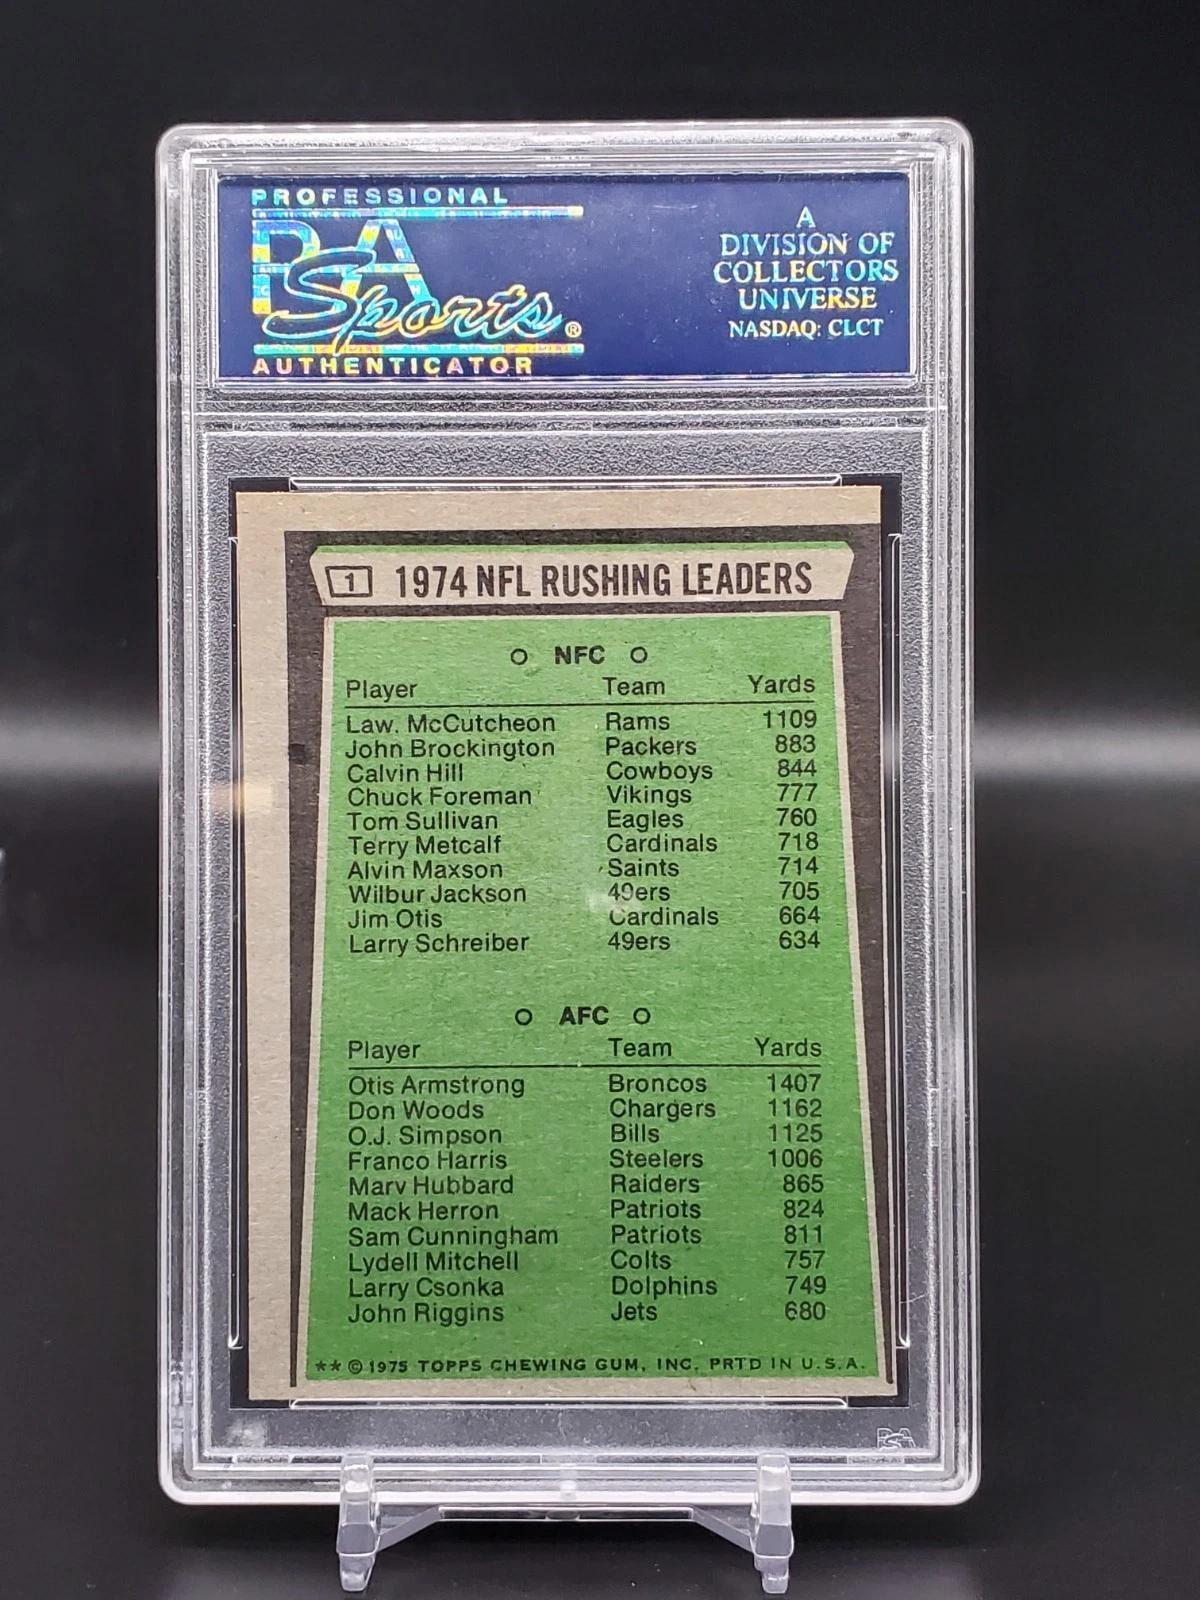 PROFESSIONAL
PSA
Sports®
AUTHENTICATOR
A
DIVISION OF
COLLECTORS
UNIVERSE
NASDAQ: CLCT
1 1974 NFL RUSHING LEADERS
NFC
Player Team Yards
Law. McCutcheon Rams 1109
John Brockington Packers 883
Calvin Hill Cowboys 844
Chuck Foreman Vikings 777
Tom Sullivan Eagles 760
Terry Metcalf Cardinals 718
Alvin Maxson Saints 714
Wilbur Jackson 49ers 705
Jim Otis Cardinals 664
Larry Schreiber 49ers 634
AFC
Player Team Yards
Otis Armstrong Broncos 1407
Don Woods Chargers 1162
O.J. Simpson Bills 1125
Franco Harris Steelers 1006
Marv Hubbard Raiders 865
Mack Herron Patriots 824
Sam Cunningham Patriots 811
Lydell Mitchell Colts 757
Larry Csonka Dolphins 749
John Riggins Jets 680
** © 1975 TOPPS CHEWING GUM, INC. PRTD IN U.S.A.
PSA